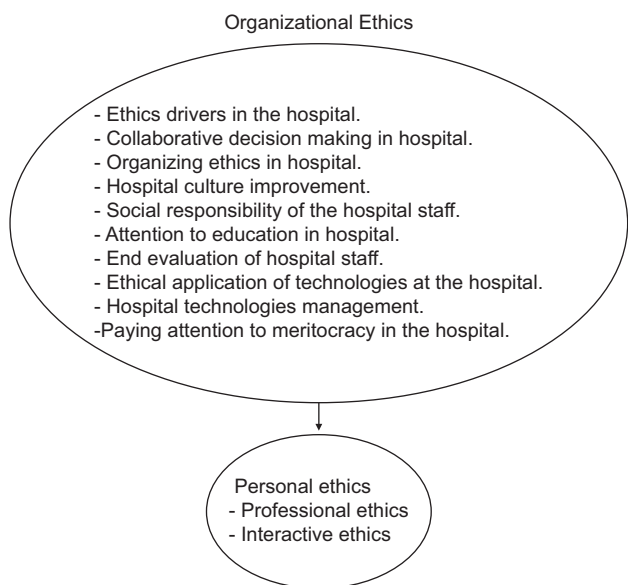 Organizational Ethics
- Ethics drivers in the hospital.
- Collaborative decision making in hospital.
- Organizing ethics in hospital.
- Hospital culture improvement.
- Social responsibility of the hospital staff.
- Attention to education in hospital.
- End evaluation of hospital staff.
- Ethical application of technologies at the hospital.
- Hospital technologies management.
-Paying attention to meritocracy in the hospital.
Personal ethics
- Professional ethics
- Interactive ethics